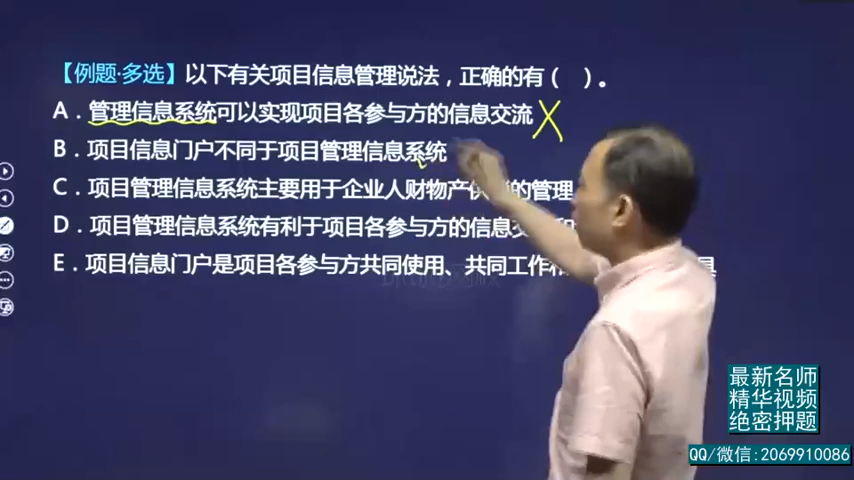 【例题·多选】以下有关项目信息管理说法，正确的有（ ）。
A．管理信息系统可以实现项目各参与方的信息交流
B．项目信息门户不同于项目管理信息系统
C．项目管理信息系统主要用于企业人财物产供 的管理
D．项目管理信息系统有利于项目各参与方的信息交
E．项目信息门户是项目各参与方共同使用、共同工作 具
最新名师
精华视频
绝密押题
QQ/微信:2069910086